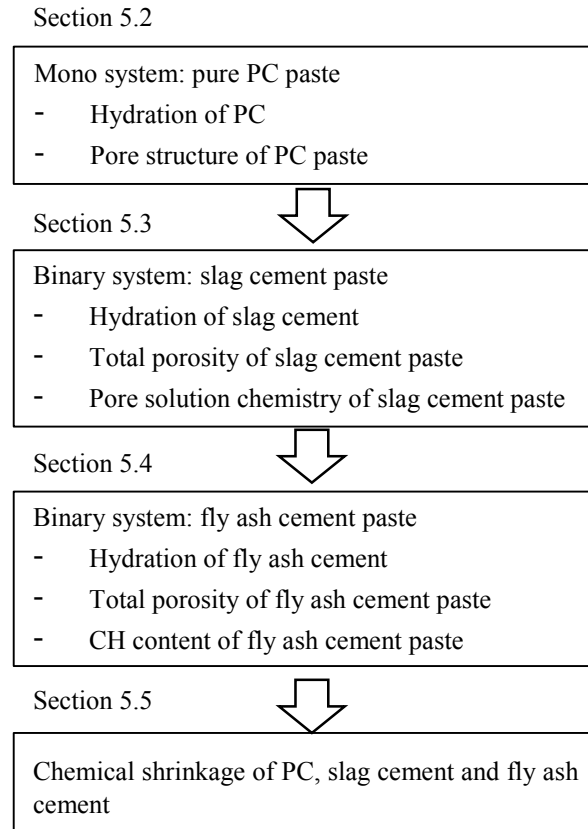 Section 5.2
Mono system: pure PC paste
- Hydration of PC
- Pore structure of PC paste
Section 5.3
Binary system: slag cement paste
- Hydration of slag cement
- Total porosity of slag cement paste
- Pore solution chemistry of slag cement paste
Section 5.4
Binary system: fly ash cement paste
- Hydration of fly ash cement
- Total porosity of fly ash cement paste
- CH content of fly ash cement paste
Section 5.5
Chemical shrinkage of PC, slag cement and fly ash
cement